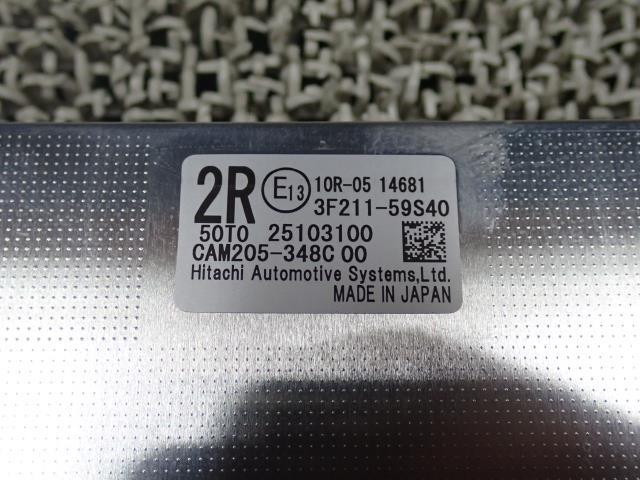 2R E13 10R-05 14681
3F211-59S40
50T0 25103100
CAM205-348C 00
Hitachi Automotive Systems,Ltd.
MADE IN JAPAN